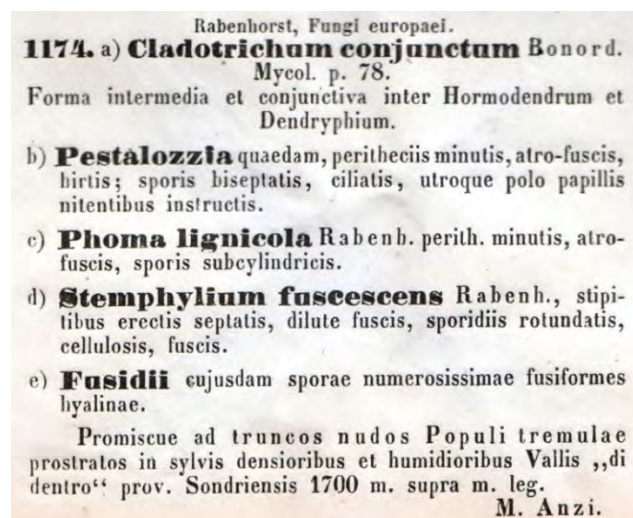 Rabenhorst, Fungi europaei.
1174. a) Cladotrichum conjunctum Bonord.
Mycol. p. 78.
Forma intermedia et conjunctiva inter Hormodendrum et
Dendryphium.
b) Pestalozzia quaedam, peritheciis minutis, atro-fuscis,
hirtis; sporis biseptatis, ciliatis, utroque polo papillis
nitentibus instructis.
c) Phoma lignicola Rabenh. perith. minutis, atro-
fuscis, sporis subcylindricis.
d) Stemphylium fuscescens Rabenh., stipi-
tibus erectis septatis, dilute fuscis, sporidiis rotundatis,
cellulosis, fuscis.
e) Fusidii cujusdam sporae numerosissimae fusiformes
hyalinae.
Promiscue ad truncos nudos Populi tremulae
prostratos in sylvis densioribus et humidioribus Vallis „di
dentro“ prov. Sondriensis 1700 m. supra m. leg.
M. Anzi.